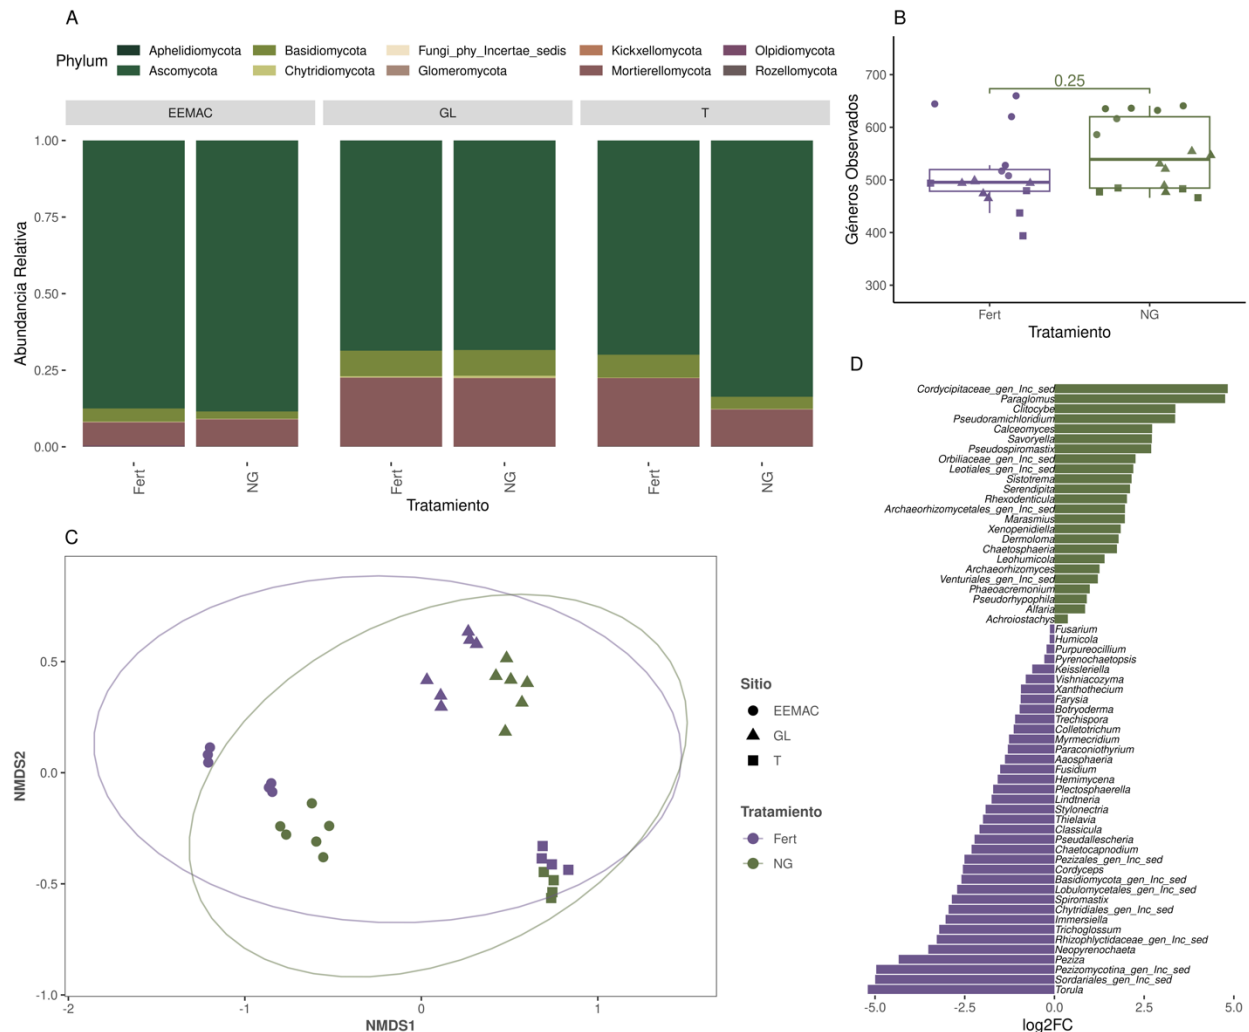 A
Phylum
Aphelidiomycota
Basidiomycota
Fungi_phy_Incertae_sedis
Kickxellomycota
Olpidiomycota
Ascomycota
Chytridiomycota
Glomeromycota
Mortierellomycota
Rozellomycota
EEMAC
GL
T
1.00
0.75
0.50
0.25
0.00
Abundancia Relativa
Fert
NG
Fert
NG
Fert
NG
Tratamiento
B
0.25
700
600
500
400
300
Géneros Observados
Fert
NG
Tratamiento
C
0.5
0.0
-0.5
-1.0
NMDS2
-2
-1
0
1
NMDS1
Sitio
EEMAC
GL
T
Tratamiento
Fert
NG
D
Cordycipitaceae_gen_Inc_sed
Paraglomus
Clitocybe
Pseudoramichloridium
Calceomyces
Savoryella
Pseudospiromastix
Orbiliaceae_gen_Inc_sed
Leotiales_gen_Inc_sed
Sistotrema
Serendipita
Rhexodenticula
Archaeorhizomycetales_gen_Inc_sed
Marasmius
Xenopenidiella
Dermoloma
Chaetosphaeria
Leohumicola
Archaeorhizomyces
Venturiales_gen_Inc_sed
Phaeoacremonium
Pseudorhypophila
Alfaria
Achroiostachys
Fusarium
Humicola
Purpureocillium
Pyrenochaetopsis
Keissleriella
Vishniacozyma
Xanthothecium
Farysia
Botryoderma
Trechispora
Colletotrichum
Myrmecridium
Paraconiothyrium
Aaosphaeria
Fusidium
Hemimycena
Plectosphaerella
Lindtneria
Stylonectria
Thielavia
Classicula
Pseudallescheria
Chaetocapnodium
Pezizales_gen_Inc_sed
Cordyceps
Basidiomycota_gen_Inc_sed
Lobulomycetales_gen_Inc_sed
Spiromastix
Chytridiales_gen_Inc_sed
Immersiella
Trichoglossum
Rhizophlyctidaceae_gen_Inc_sed
Neopyrenochaeta
Peziza
Pezizomycotina_gen_Inc_sed
Sordariales_gen_Inc_sed
Torula
-5.0
-2.5
0.0
2.5
5.0
log2FC